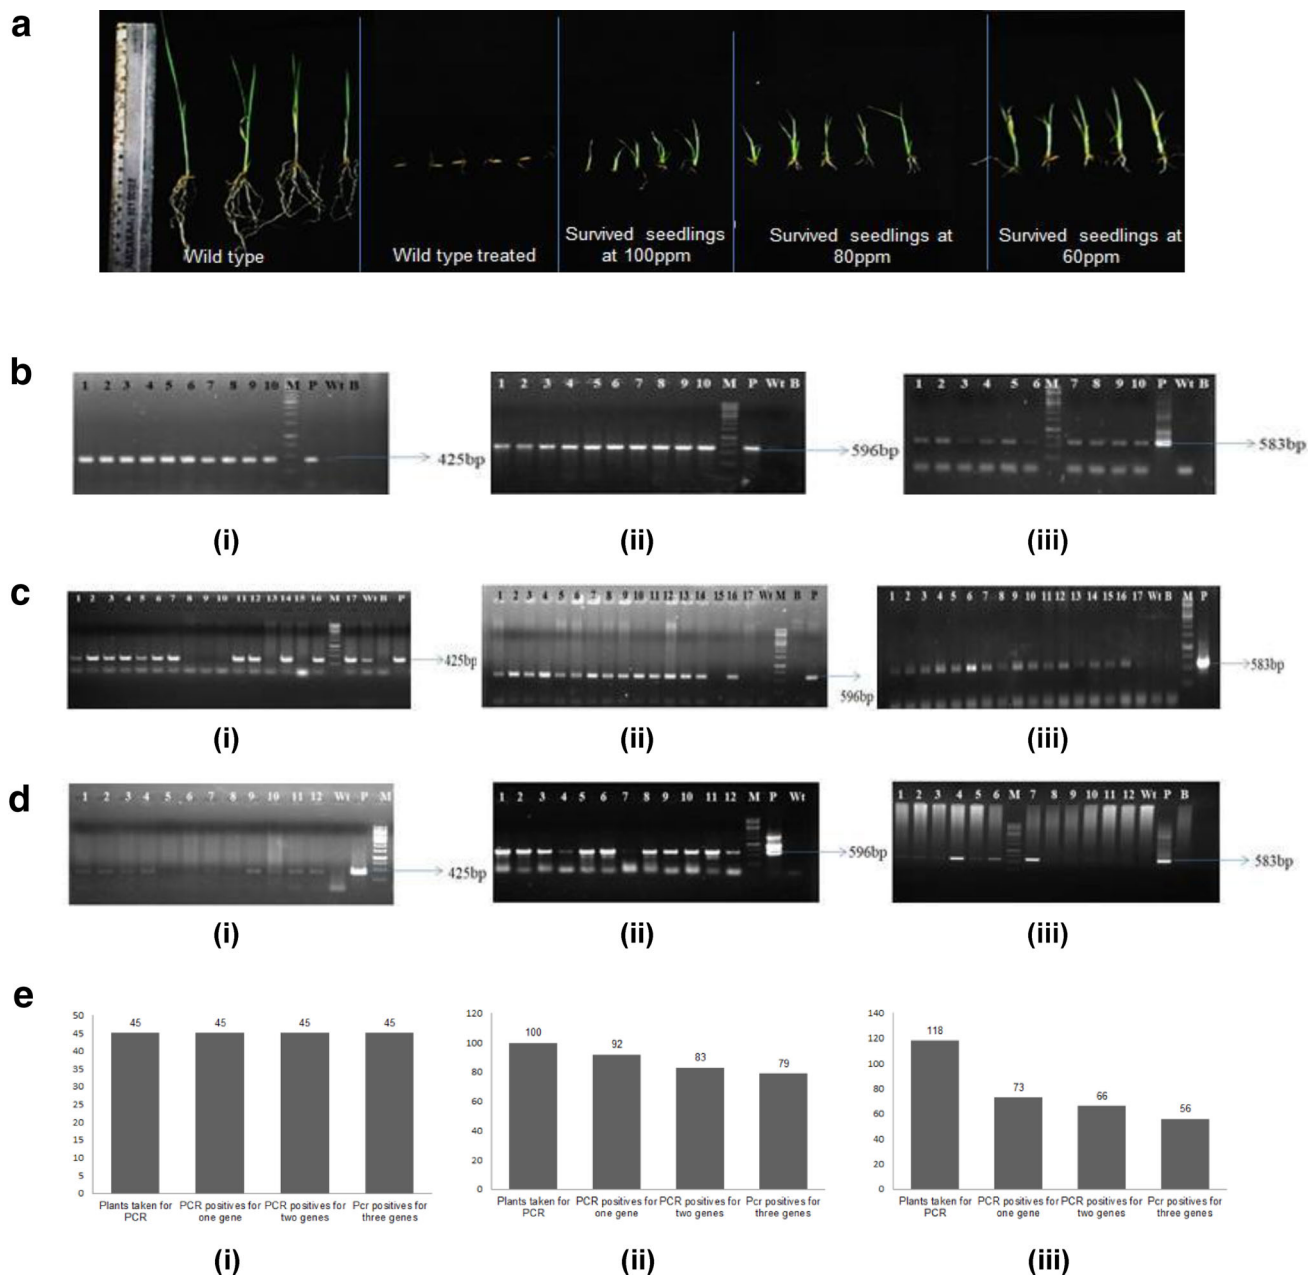 a
Wild type
Wild type treated
Survived seedlings
at 100ppm
Survived seedlings at
80ppm
Survived seedlings at
60ppm
b
1 2 3 4 5 6 7 8 9 10 M P Wt B
425bp
(i)
1 2 3 4 5 6 7 8 9 10 M P Wt B
596bp
(ii)
1 2 3 4 5 6 M 7 8 9 10 P Wt B
583bp
(iii)
c
1 2 3 4 5 6 7 8 9 10 11 12 13 14 15 16 M 17 Wt B P
425bp
(i)
1 2 3 4 5 6 7 8 9 10 11 12 13 14 15 16 17 Wt M B P
596bp
(ii)
1 2 3 4 5 6 7 8 9 10 11 12 13 14 15 16 17 Wt B M P
583bp
(iii)
d
1 2 3 4 5 6 7 8 9 10 11 12 Wt P M
425bp
(i)
1 2 3 4 5 6 7 8 9 10 11 12 M P Wt
596bp
(ii)
1 2 3 4 5 6 M 7 8 9 10 11 12 Wt P B
583bp
(iii)
e
50
45
40
35
30
25
20
15
10
5
0
45 45 45 45
Plants taken for PCR
PCR positives for one gene
PCR positives for two genes
Pcr positives for three genes
(i)
120
100
80
60
40
20
0
100 92 83 79
Plants taken for PCR
PCR positives for one gene
PCR positives for two genes
Pcr positives for three genes
(ii)
140
120
100
80
60
40
20
0
118 73 66 56
Plants taken for PCR
PCR positives for one gene
PCR positives for two genes
Pcr positives for three genes
(iii)